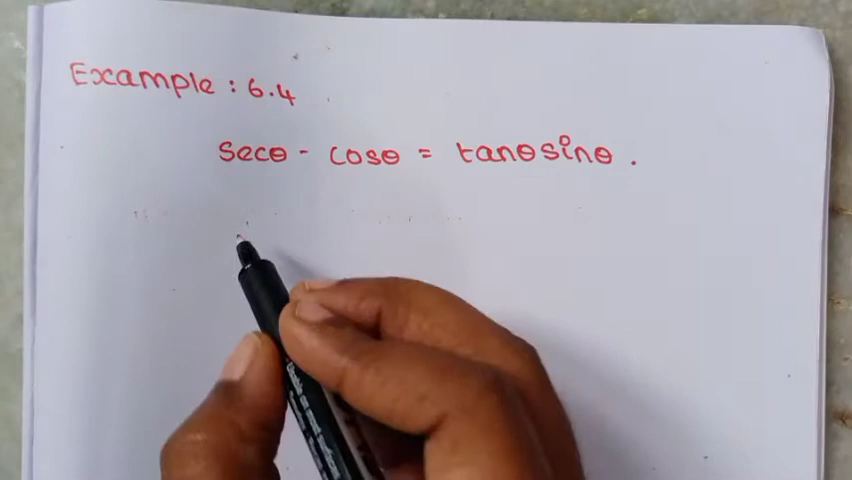 Example : 6.4
secθ - cosθ = tanθsinθ .